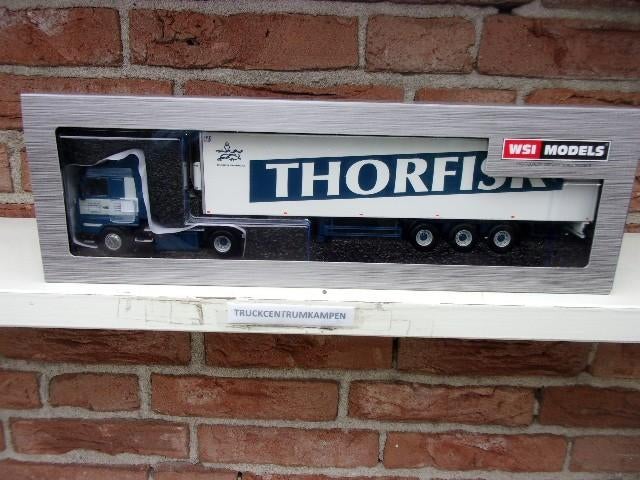 WSI MODELS
THORFISK
TRUCKCENTRUMKAMPEN